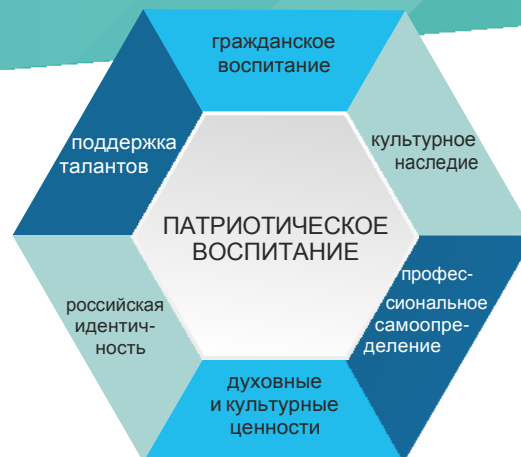 гражданское
воспитание
культурное
наследие
поддержка
талантов
ПАТРИОТИЧЕСКОЕ
ВОСПИТАНИЕ
профес-
сиональное
самоопре-
деление
российская
идентич-
ность
духовные
и культурные
ценности